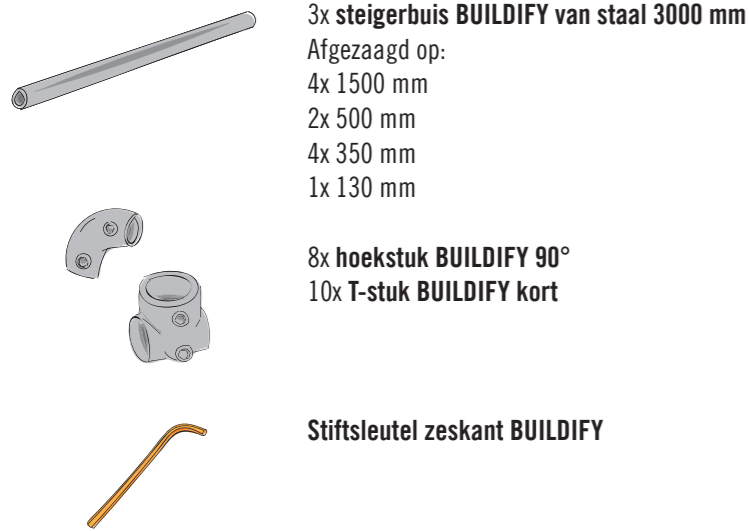 3x steigerbuis BUILDIFY van staal 3000 mm
Afgezaagd op:
4x 1500 mm
2x 500 mm
4x 350 mm
1x 130 mm
8x hoekstuk BUILDIFY 90°
10x T-stuk BUILDIFY kort
Stiftsleutel zeskant BUILDIFY